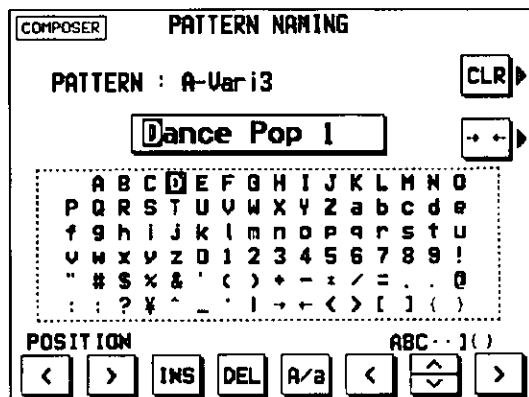 COMPOSER PATTERN NAMING
PATTERN : A-Vari3 CLR
Dance Pop 1 → ←
A B C D E F G H I J K L M N O
P Q R S T U V W X Y Z a b c d e
f g h i j k l m n o p q r s t u
v w x y z 0 1 2 3 4 5 6 7 8 9 !
" # $ % & ' ( ) + - * / = , . @
: ; ? ¥ ^ _ ` | → ← < > [ ] { }
POSITION ABC··](）
< > INS DEL A/a < >